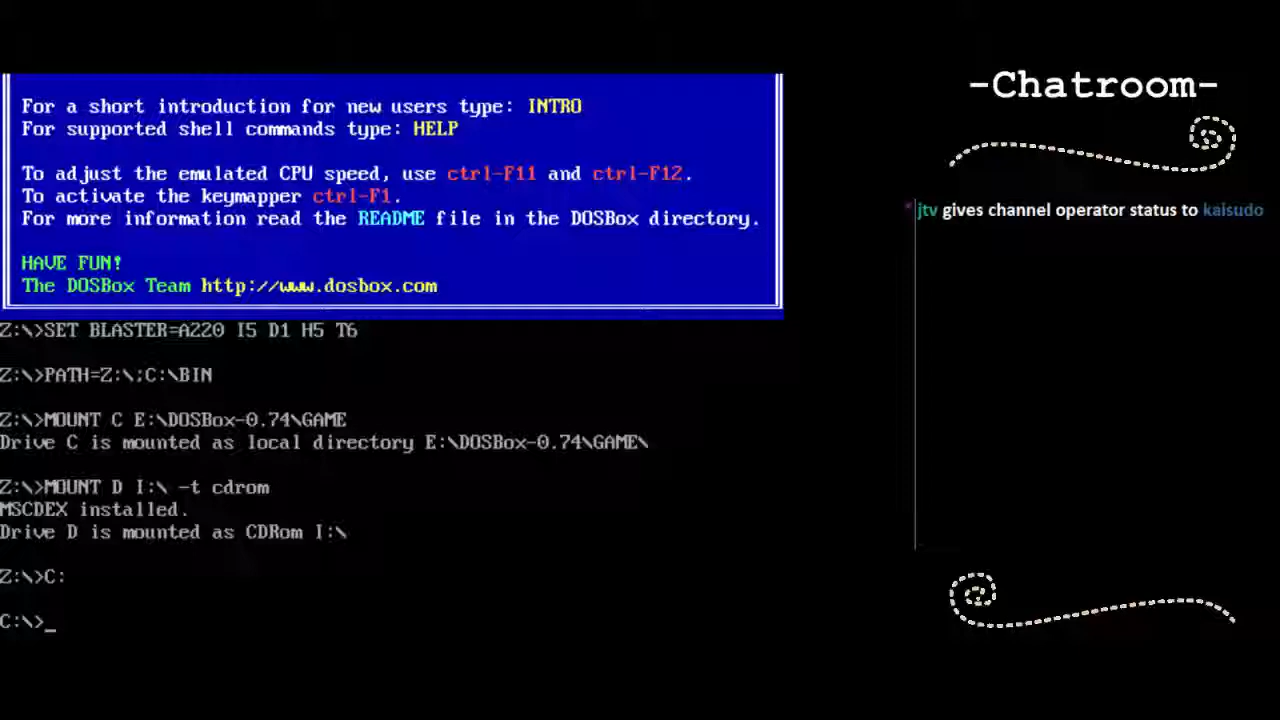 For a short introduction for new users type: INTRO
For supported shell commands type: HELP
To adjust the emulated CPU speed, use ctrl-F11 and ctrl-F12.
To activate the keymapper ctrl-F1.
For more information read the README file in the DOSBox directory.
HAVE FUN!
The DOSBox Team http://www.dosbox.com
Z:\>SET BLASTER=A220 I5 D1 H5 T6
Z:\>PATH=Z:\;C:\BIN
Z:\>MOUNT C E:\DOSBox-0.74\GAME
Drive C is mounted as local directory E:\DOSBox-0.74\GAME\
Z:\>MOUNT D I:\ -t cdrom
MSCDEX installed.
Drive D is mounted as CDRom I:\
Z:\>C:
C:\>_
-Chatroom-
* jtv gives channel operator status to kaisudo